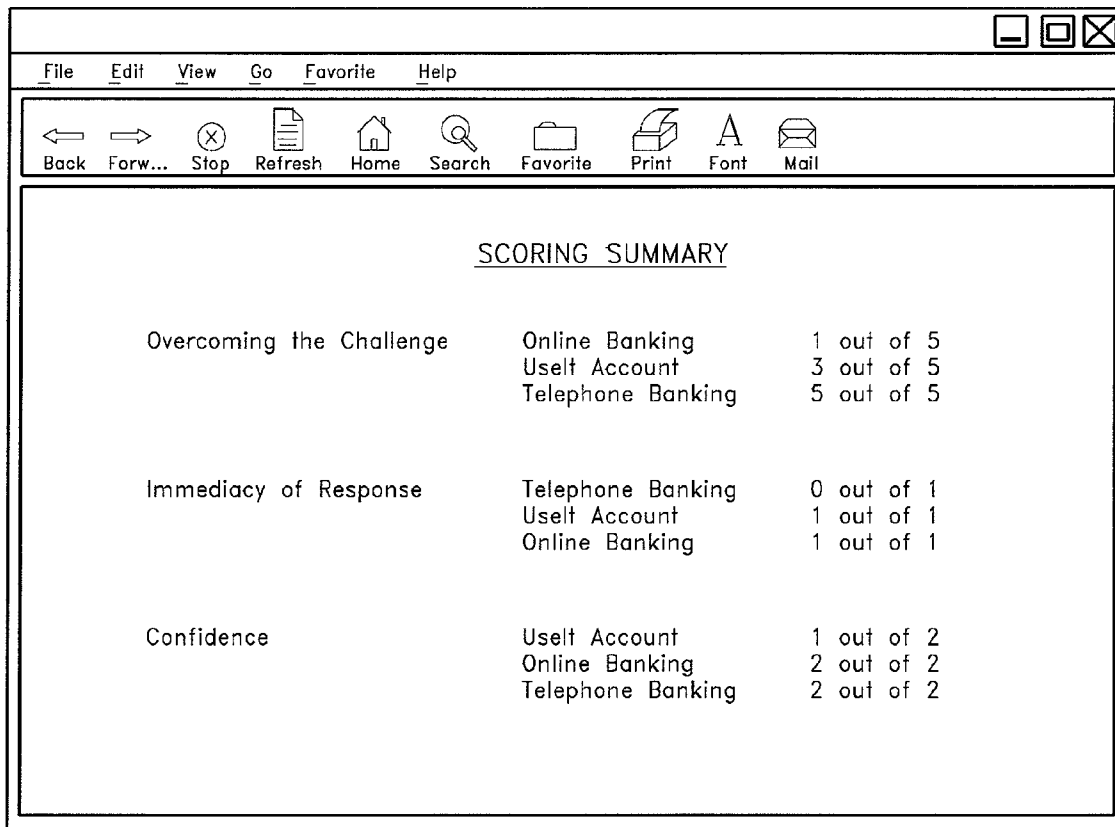 File Edit View Go Favorite Help
Back Forw... Stop Refresh Home Search Favorite Print Font Mail
SCORING SUMMARY
Overcoming the Challenge Online Banking 1 out of 5
UseIt Account 3 out of 5
Telephone Banking 5 out of 5
Immediacy of Response Telephone Banking 0 out of 1
UseIt Account 1 out of 1
Online Banking 1 out of 1
Confidence UseIt Account 1 out of 2
Online Banking 2 out of 2
Telephone Banking 2 out of 2